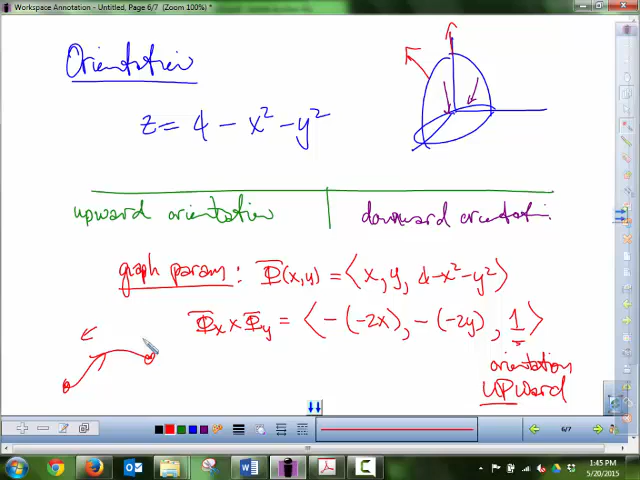 Workspace Annotation - Untitled, Page 6/7 (Zoom 100%) *
Orientation
z = 4 - x² - y²
upward orientation
downward orientation.
graph param: Φ(x,y) = ⟨x, y, 4-x²-y²⟩
Φₓ × Φᵧ = ⟨-(-2x), -(-2y), 1⟩
orientation
UPward
6/7
1:45 PM
5/20/2015